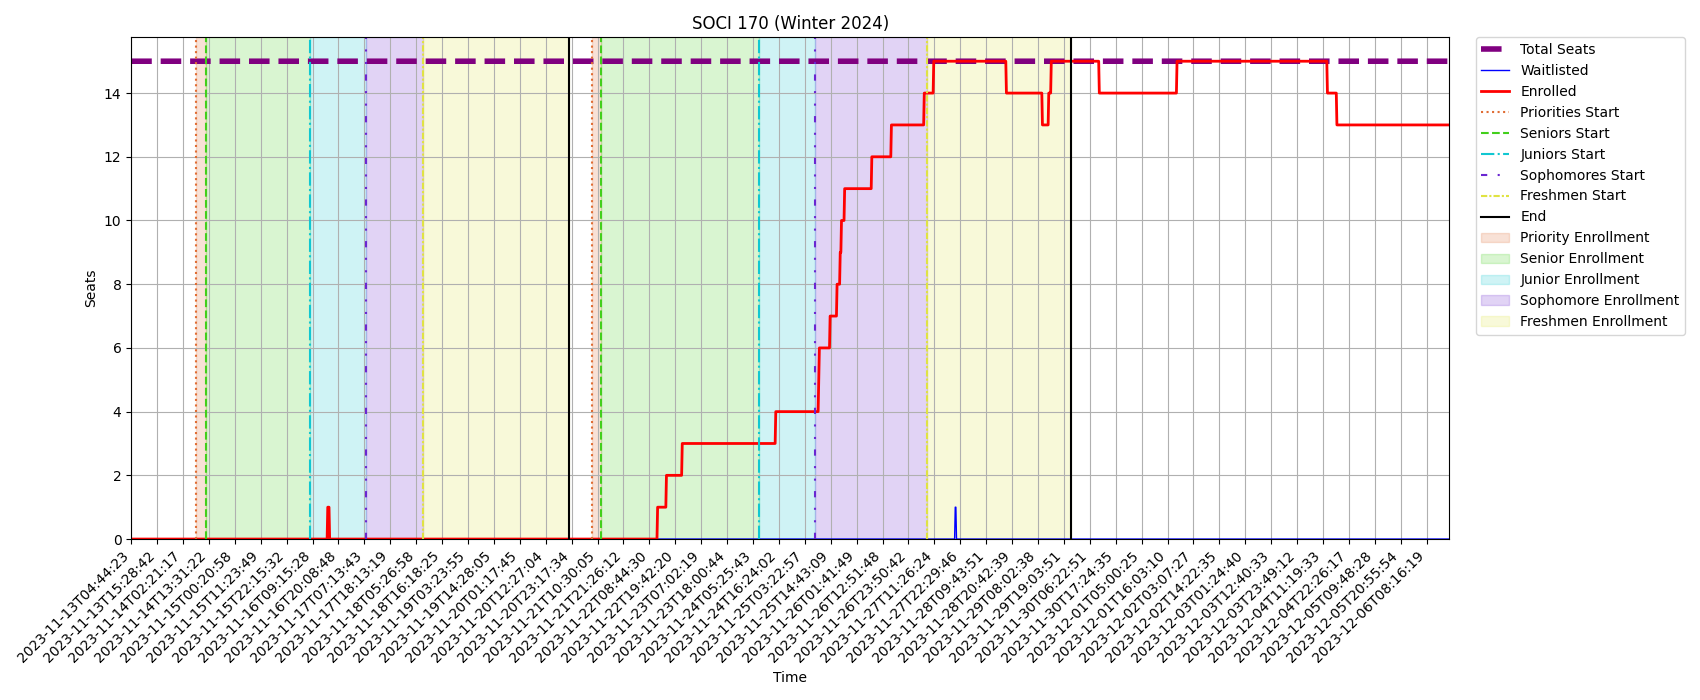 SOCI 170 (Winter 2024)
Seats
14
12
10
8
6
4
2
0
2023-11-13T04:44:23
2023-11-13T15:28:42
2023-11-14T02:21:17
2023-11-14T13:31:22
2023-11-15T00:20:58
2023-11-15T11:23:49
2023-11-15T22:15:32
2023-11-16T09:15:28
2023-11-16T20:08:48
2023-11-17T07:13:43
2023-11-17T18:13:19
2023-11-18T05:26:58
2023-11-18T16:18:25
2023-11-19T03:23:55
2023-11-19T14:28:05
2023-11-20T01:17:45
2023-11-20T12:27:04
2023-11-20T23:17:34
2023-11-21T10:30:05
2023-11-21T21:26:12
2023-11-22T08:44:30
2023-11-22T19:42:20
2023-11-23T07:02:19
2023-11-23T18:00:44
2023-11-24T05:25:43
2023-11-24T16:24:02
2023-11-25T03:22:57
2023-11-25T14:43:09
2023-11-26T01:41:49
2023-11-26T12:51:48
2023-11-26T23:50:42
2023-11-27T11:26:24
2023-11-27T22:29:46
2023-11-28T09:43:51
2023-11-28T20:42:39
2023-11-29T08:02:38
2023-11-29T19:03:51
2023-11-30T06:22:51
2023-11-30T17:24:35
2023-12-01T05:00:25
2023-12-01T16:03:10
2023-12-02T03:07:27
2023-12-02T14:22:35
2023-12-03T01:24:40
2023-12-03T12:40:33
2023-12-03T23:49:12
2023-12-04T11:19:33
2023-12-04T22:26:17
2023-12-05T09:48:28
2023-12-05T20:55:54
2023-12-06T08:16:19
Time
Total Seats
Waitlisted
Enrolled
Priorities Start
Seniors Start
Juniors Start
Sophomores Start
Freshmen Start
End
Priority Enrollment
Senior Enrollment
Junior Enrollment
Sophomore Enrollment
Freshmen Enrollment